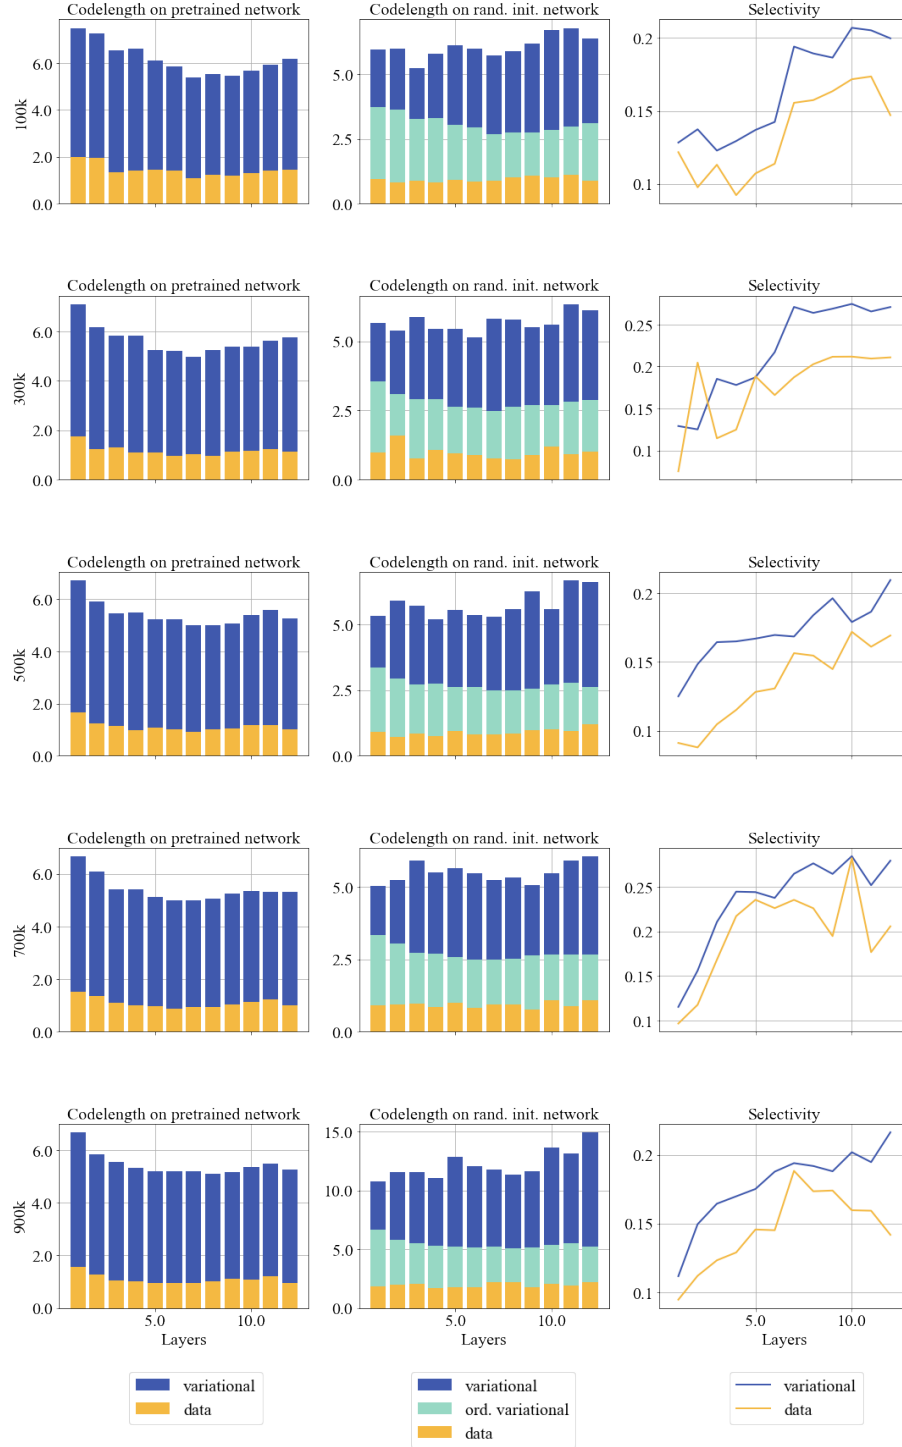 Codelength on pretrained network Codelength on rand. init. network Selectivity
100k
6.0
4.0
2.0
0.0
5.0
2.5
0.0
0.2
0.15
0.1
Codelength on pretrained network Codelength on rand. init. network Selectivity
300k
6.0
4.0
2.0
0.0
5.0
2.5
0.0
0.25
0.2
0.15
0.1
Codelength on pretrained network Codelength on rand. init. network Selectivity
500k
6.0
4.0
2.0
0.0
5.0
2.5
0.0
0.2
0.15
0.1
Codelength on pretrained network Codelength on rand. init. network Selectivity
700k
6.0
4.0
2.0
0.0
5.0
2.5
0.0
0.25
0.2
0.15
0.1
Codelength on pretrained network Codelength on rand. init. network Selectivity
900k
6.0
4.0
2.0
0.0
15.0
10.0
5.0
0.0
0.2
0.15
0.1
5.0 10.0 5.0 10.0 5.0 10.0
Layers Layers Layers
variational
data
variational
ord. variational
data
variational
data